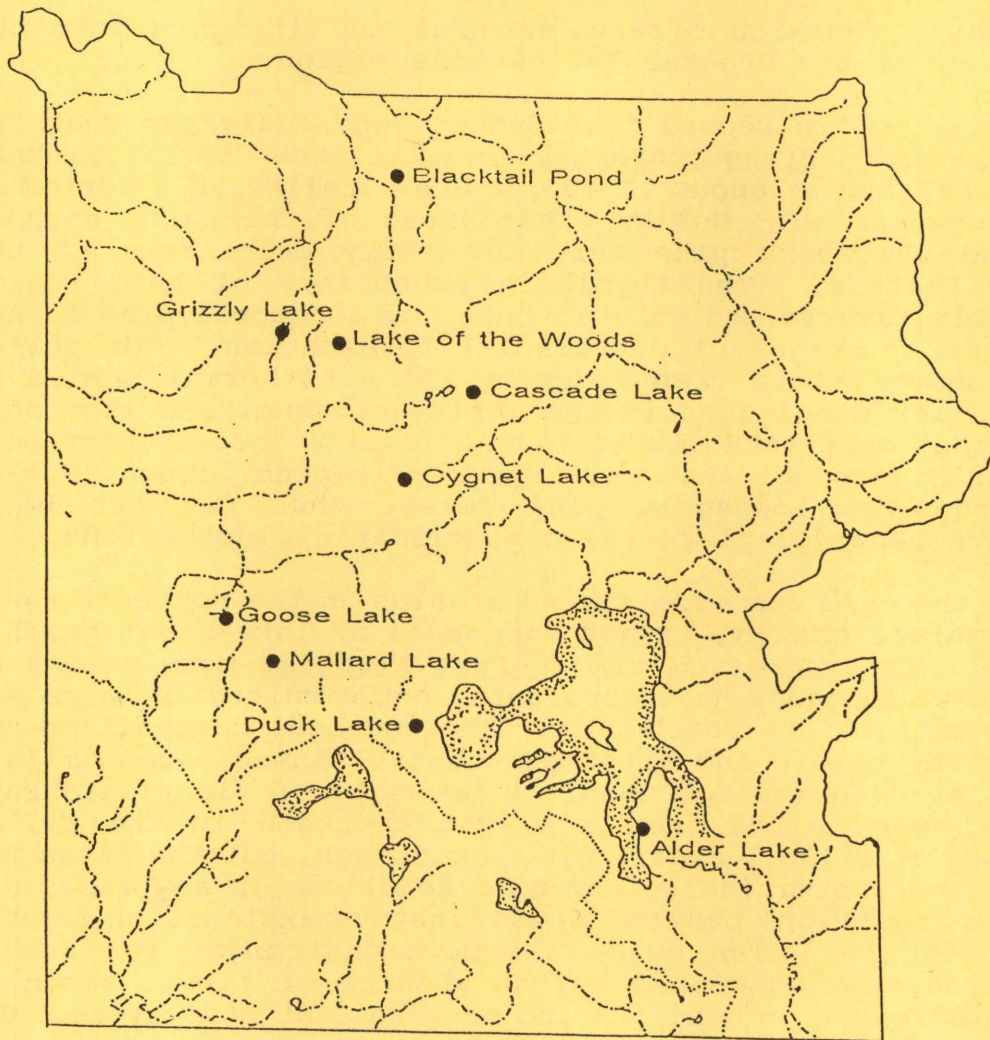 Blacktail Pond
Grizzly Lake
Lake of the Woods
Cascade Lake
Cygnet Lake
Goose Lake
Mallard Lake
Duck Lake
Alder Lake